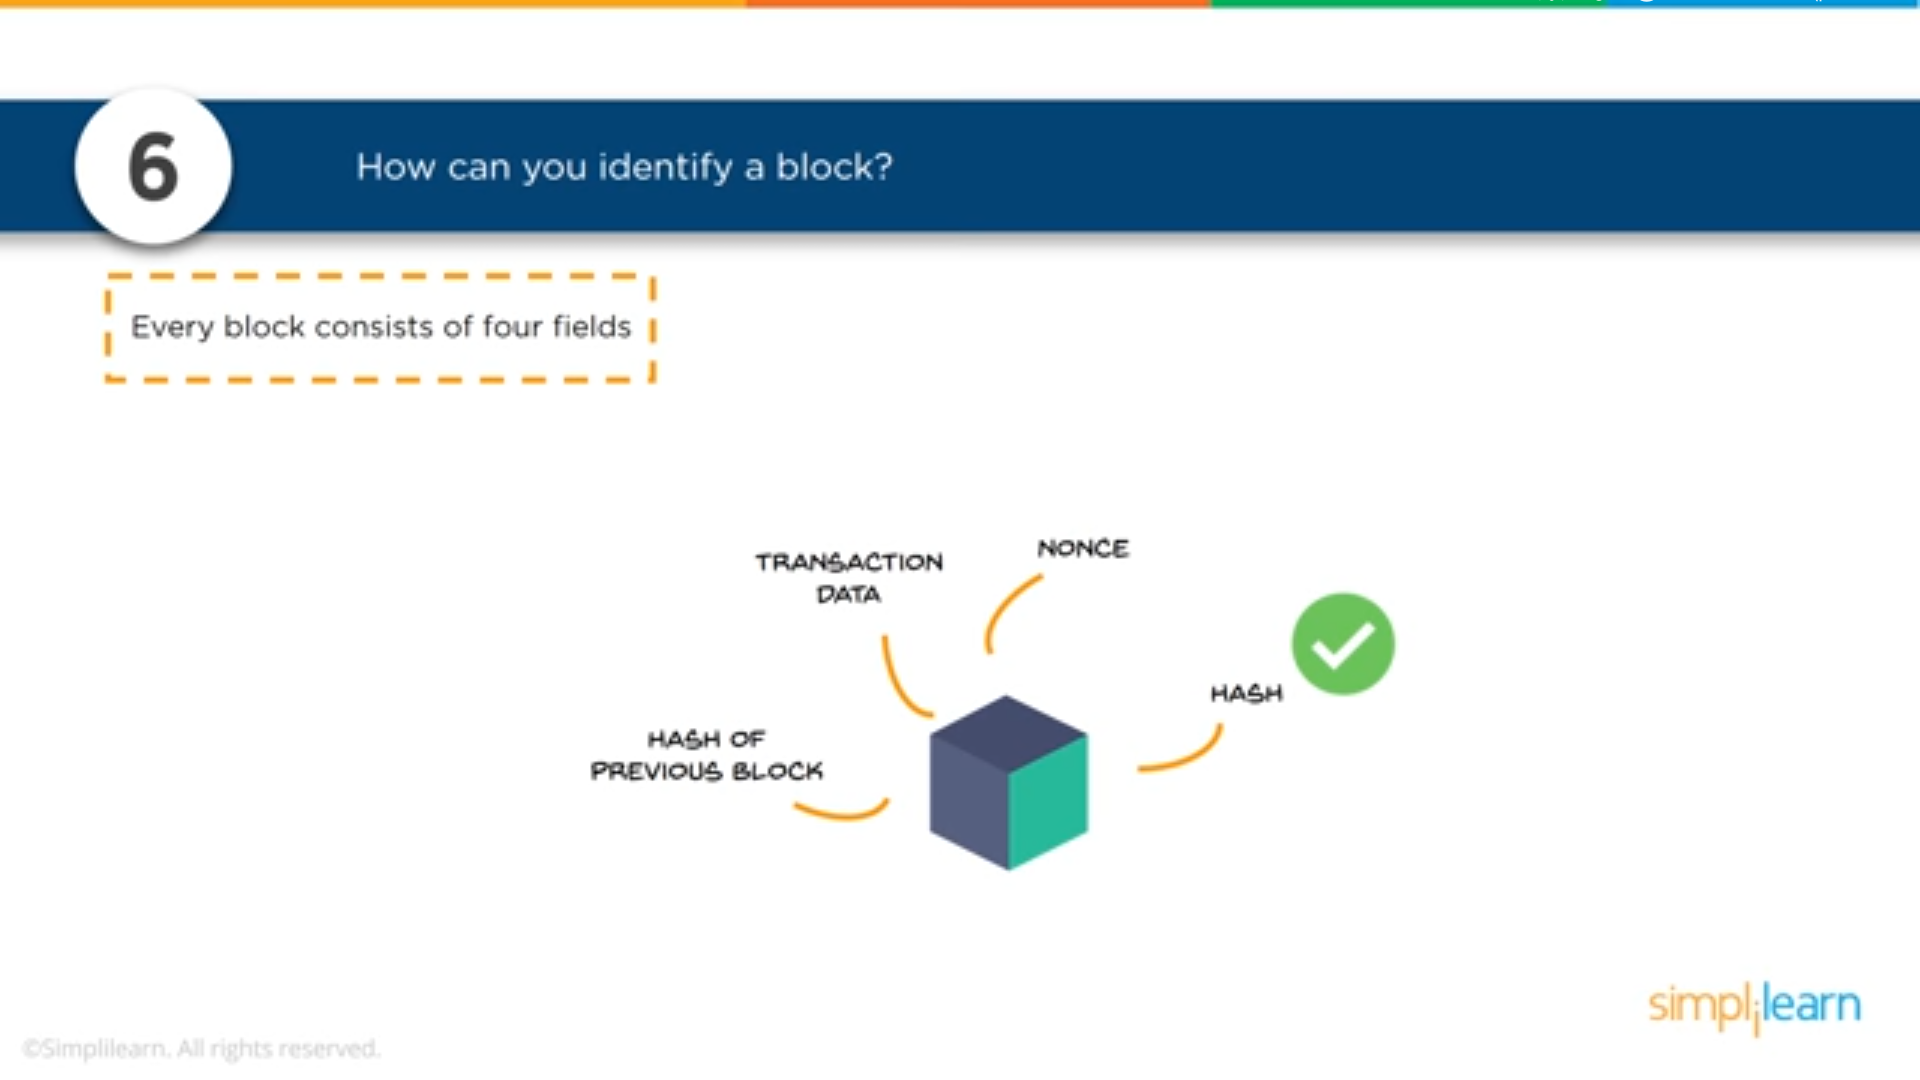 6
How can you identify a block?
Every block consists of four fields
TRANSACTION
DATA
NONCE
HASH
HASH OF
PREVIOUS BLOCK
simplilearn
©Simplilearn. All rights reserved.